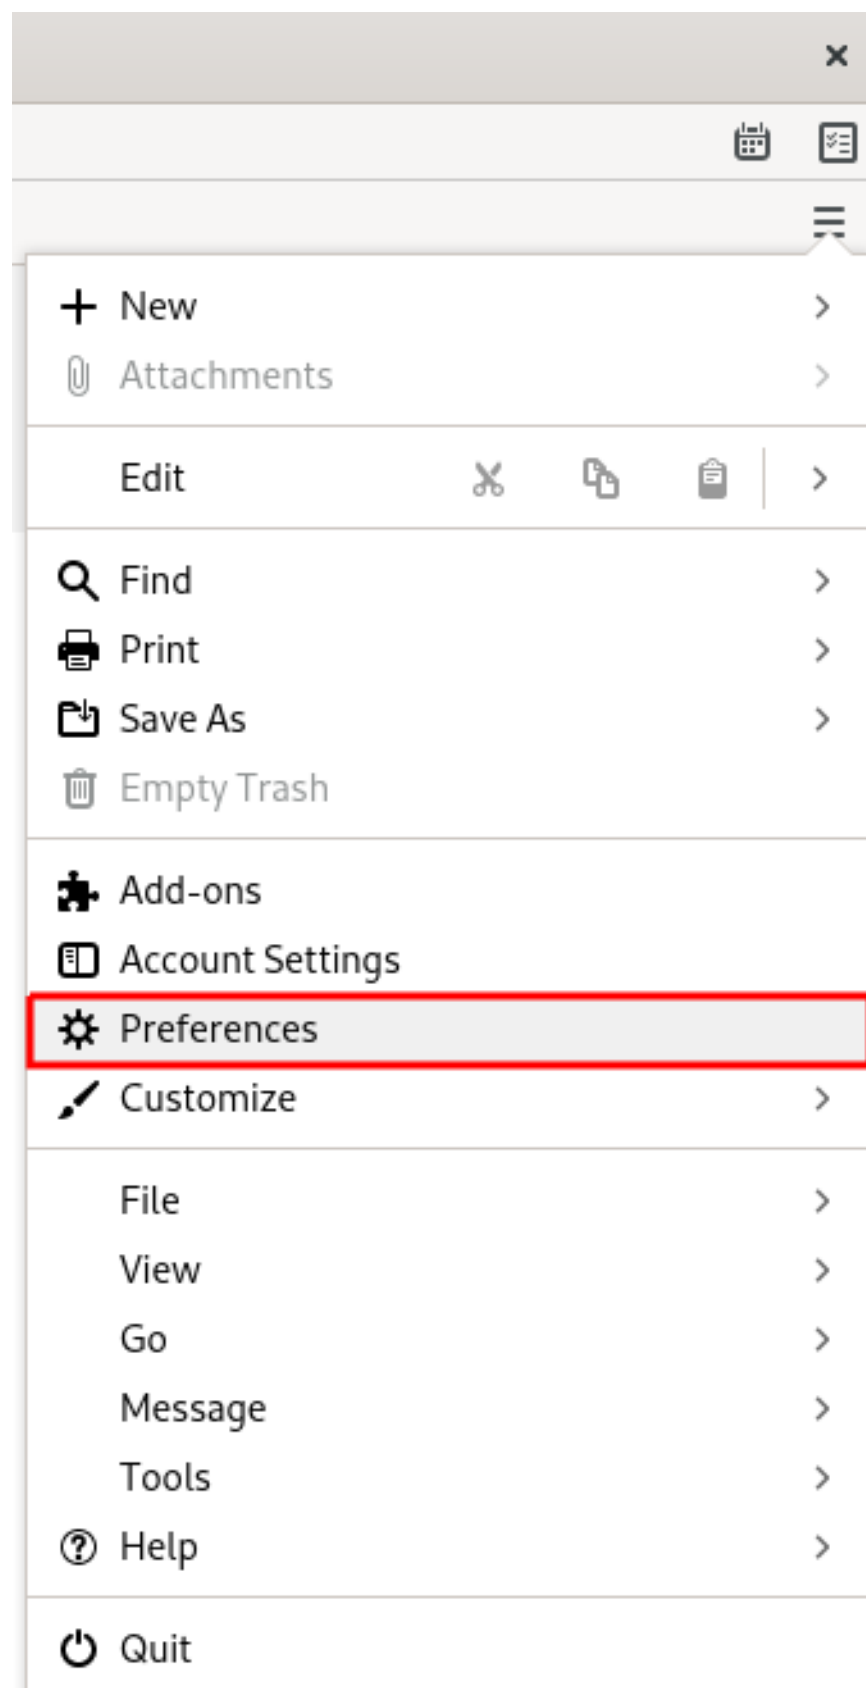 New
Attachments
Edit
Find
Print
Save As
Empty Trash
Add-ons
Account Settings
Preferences
Customize
File
View
Go
Message
Tools
Help
Quit